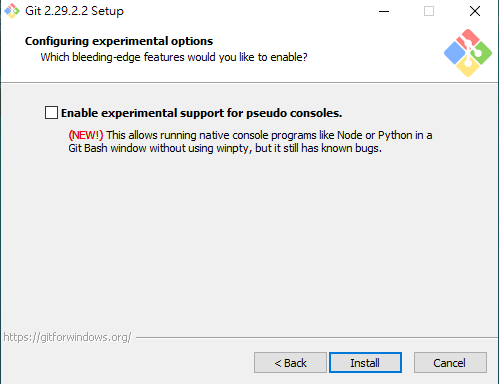 Git 2.29.2.2 Setup
Configuring experimental options
Which bleeding-edge features would you like to enable?
Enable experimental support for pseudo consoles.
(NEW!) This allows running native console programs like Node or Python in a
Git Bash window without using winpty, but it still has known bugs.
https://gitforwindows.org/
< Back
Install
Cancel